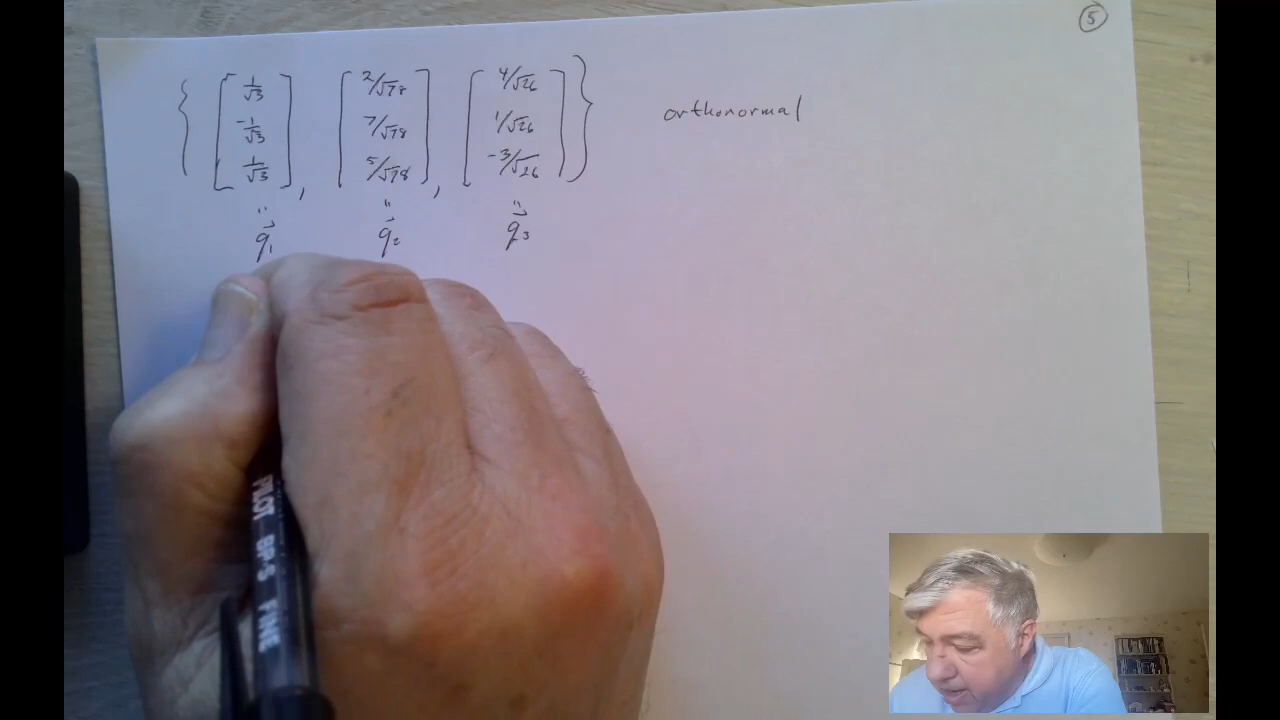 5
{ [ 1/√3 ] , [ 2/√78 ] , [ 4/√26 ] } orthonormal
[ -1/√3 ] [ 7/√78 ] [ 1/√26 ]
[ 1/√3 ] [ 5/√78 ] [ -3/√26 ]
" " "
q⃗₁ q⃗₂ q⃗₃
PILOT BP-S FINE